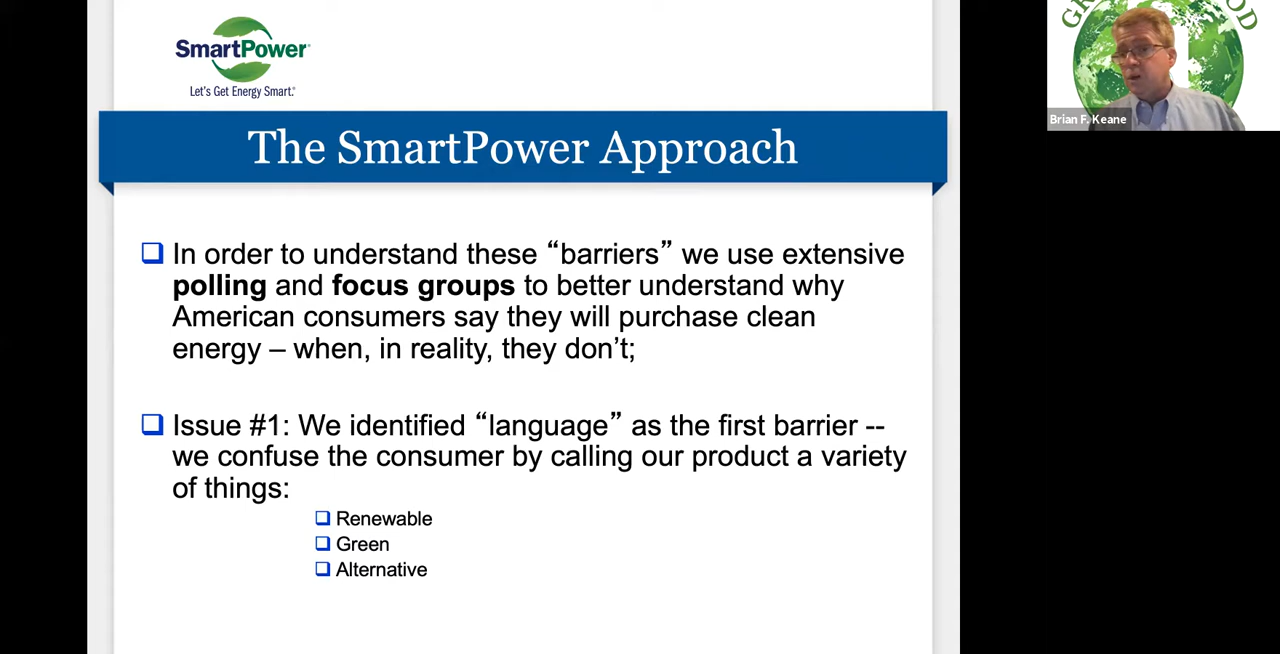 SmartPower
Let's Get Energy Smart.
The SmartPower Approach
❑ In order to understand these “barriers” we use extensive
polling and focus groups to better understand why
American consumers say they will purchase clean
energy – when, in reality, they don’t;
❑ Issue #1: We identified “language” as the first barrier --
we confuse the consumer by calling our product a variety
of things:
❑ Renewable
❑ Green
❑ Alternative
Brian F. Keane